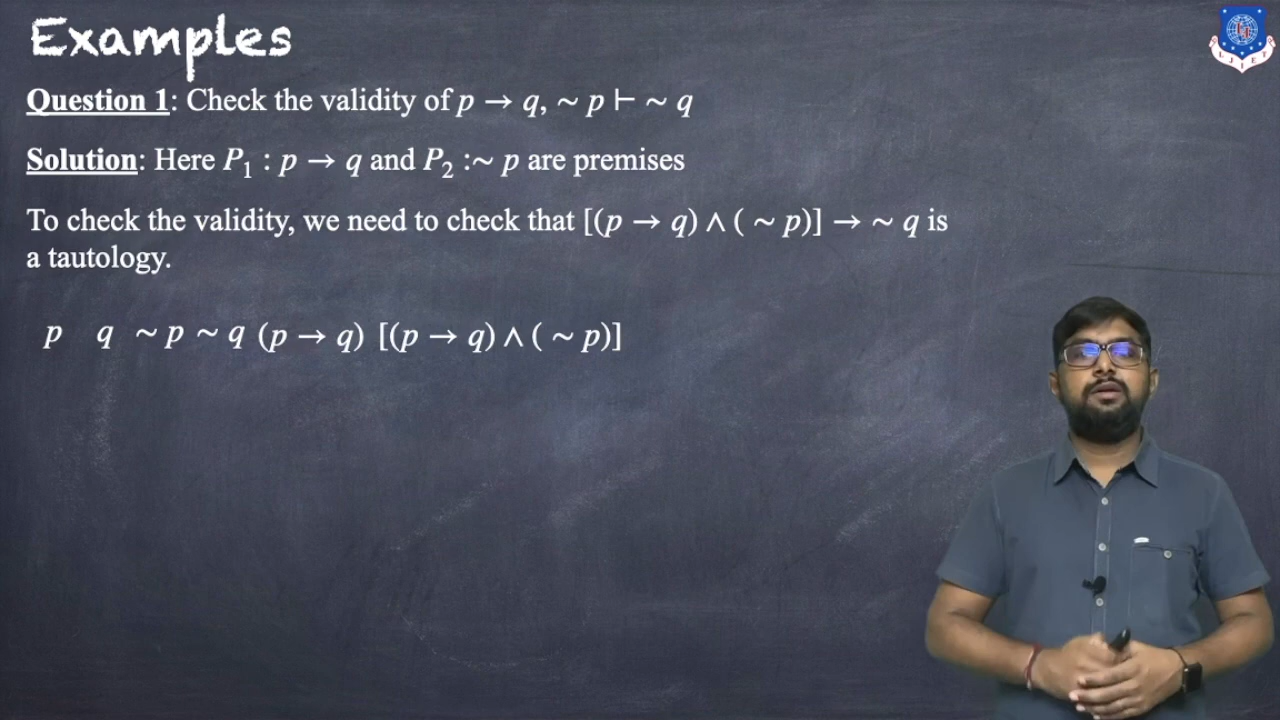 Examples
Question 1: Check the validity of p → q, ∼ p ⊢ ∼ q
Solution: Here P₁ : p → q and P₂ :∼ p are premises
To check the validity, we need to check that [(p → q) ∧ ( ∼ p)] → ∼ q is
a tautology.
p q ∼ p ∼ q (p → q) [(p → q) ∧ ( ∼ p)]